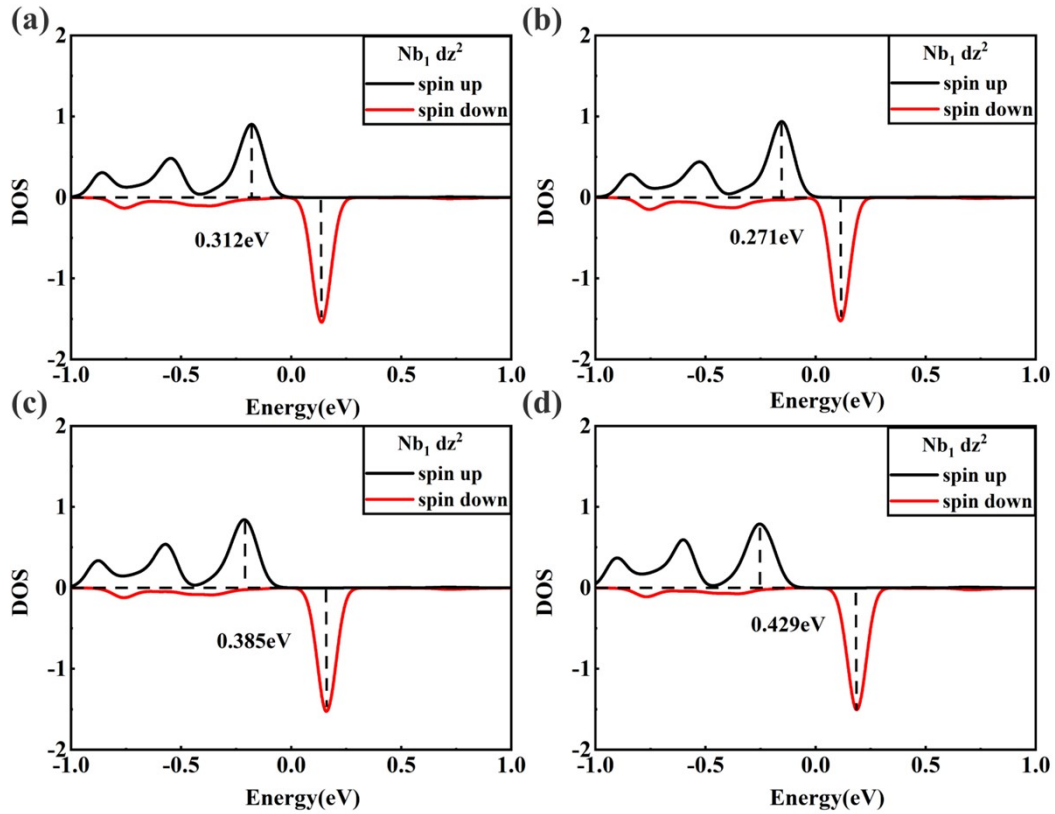 (a)
2
1
0
-1
-2
DOS
Nb₁ dz²
spin up
spin down
0.312eV
-1.0 -0.5 0.0 0.5 1.0
Energy(eV)
(b)
2
1
0
-1
-2
DOS
Nb₁ dz²
spin up
spin down
0.271eV
-1.0 -0.5 0.0 0.5 1.0
Energy(eV)
(c)
2
1
0
-1
-2
DOS
Nb₁ dz²
spin up
spin down
0.385eV
-1.0 -0.5 0.0 0.5 1.0
Energy(eV)
(d)
2
1
0
-1
-2
DOS
Nb₁ dz²
spin up
spin down
0.429eV
-1.0 -0.5 0.0 0.5 1.0
Energy(eV)